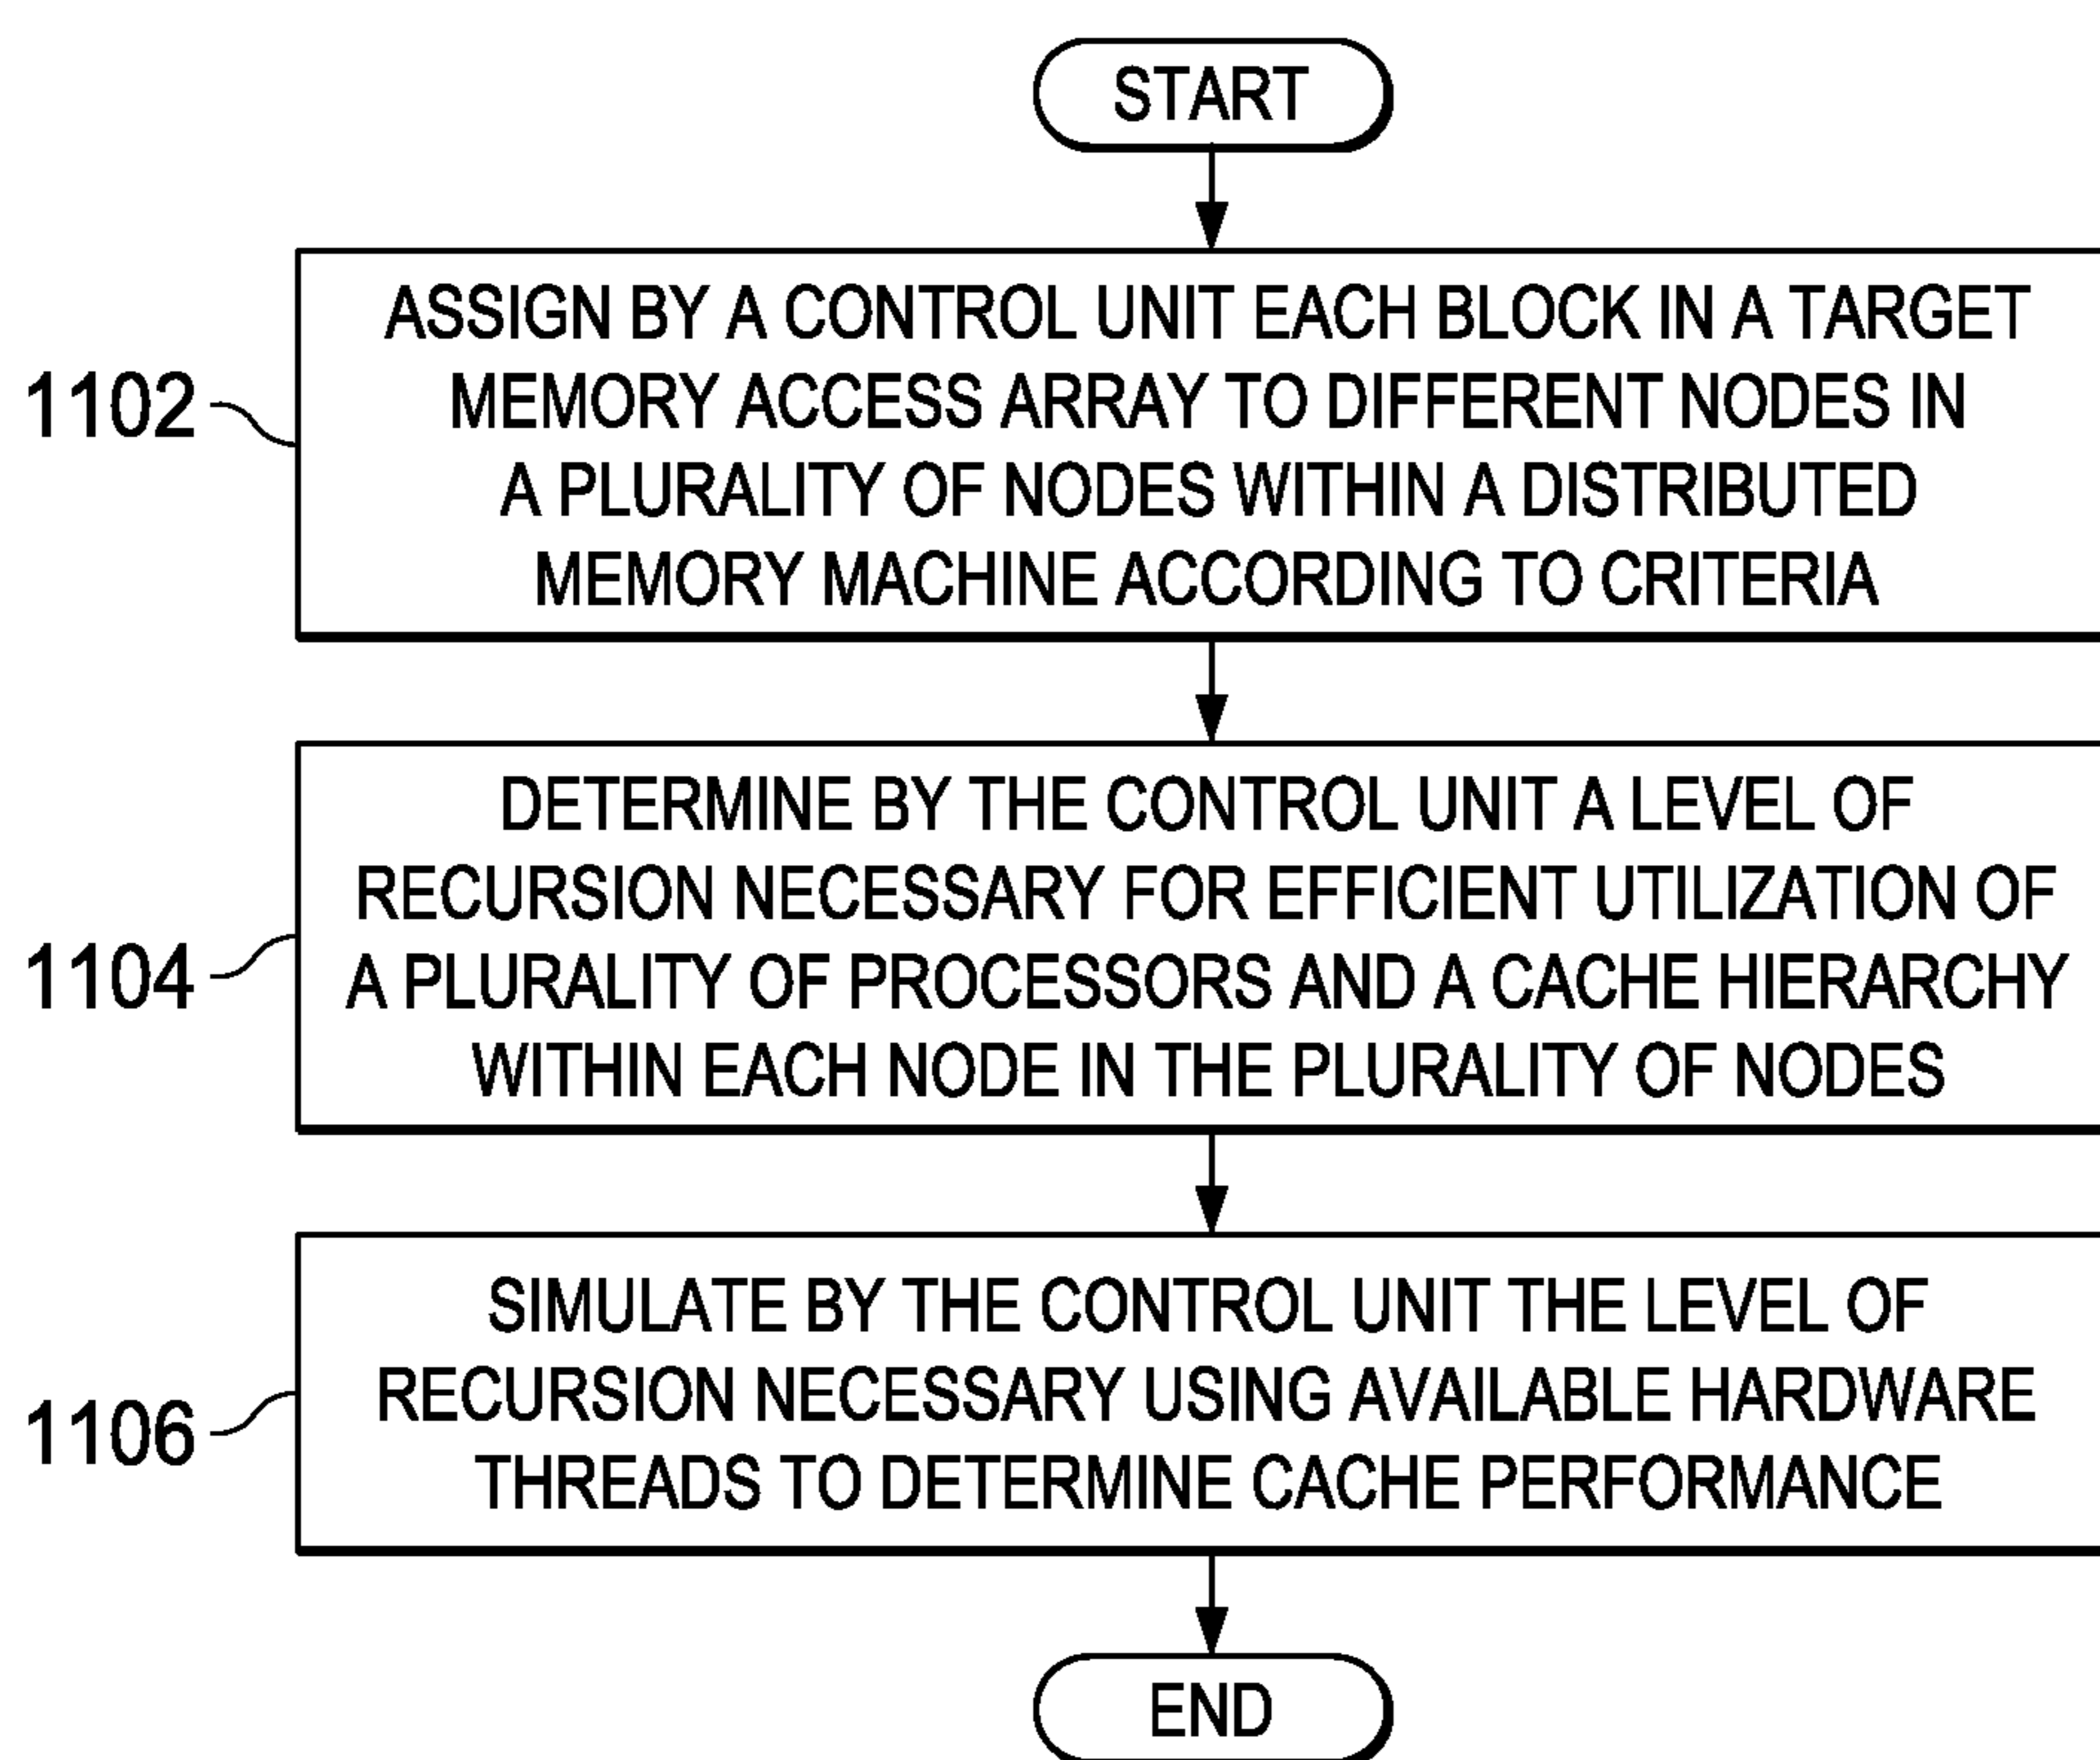 START
ASSIGN BY A CONTROL UNIT EACH BLOCK IN A TARGET
MEMORY ACCESS ARRAY TO DIFFERENT NODES IN
A PLURALITY OF NODES WITHIN A DISTRIBUTED
MEMORY MACHINE ACCORDING TO CRITERIA
1102
DETERMINE BY THE CONTROL UNIT A LEVEL OF
RECURSION NECESSARY FOR EFFICIENT UTILIZATION OF
A PLURALITY OF PROCESSORS AND A CACHE HIERARCHY
WITHIN EACH NODE IN THE PLURALITY OF NODES
1104
SIMULATE BY THE CONTROL UNIT THE LEVEL OF
RECURSION NECESSARY USING AVAILABLE HARDWARE
THREADS TO DETERMINE CACHE PERFORMANCE
1106
END